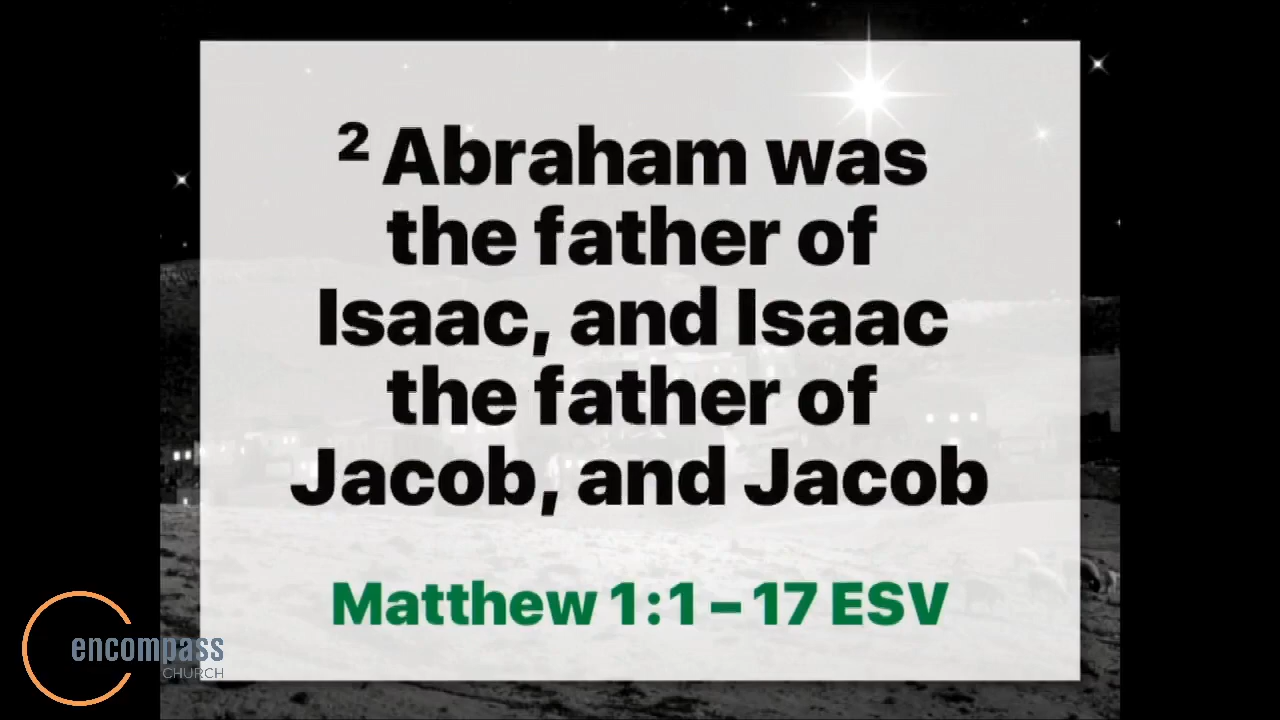 ² Abraham was
the father of
Isaac, and Isaac
the father of
Jacob, and Jacob
Matthew 1:1 – 17 ESV
encompass
CHURCH